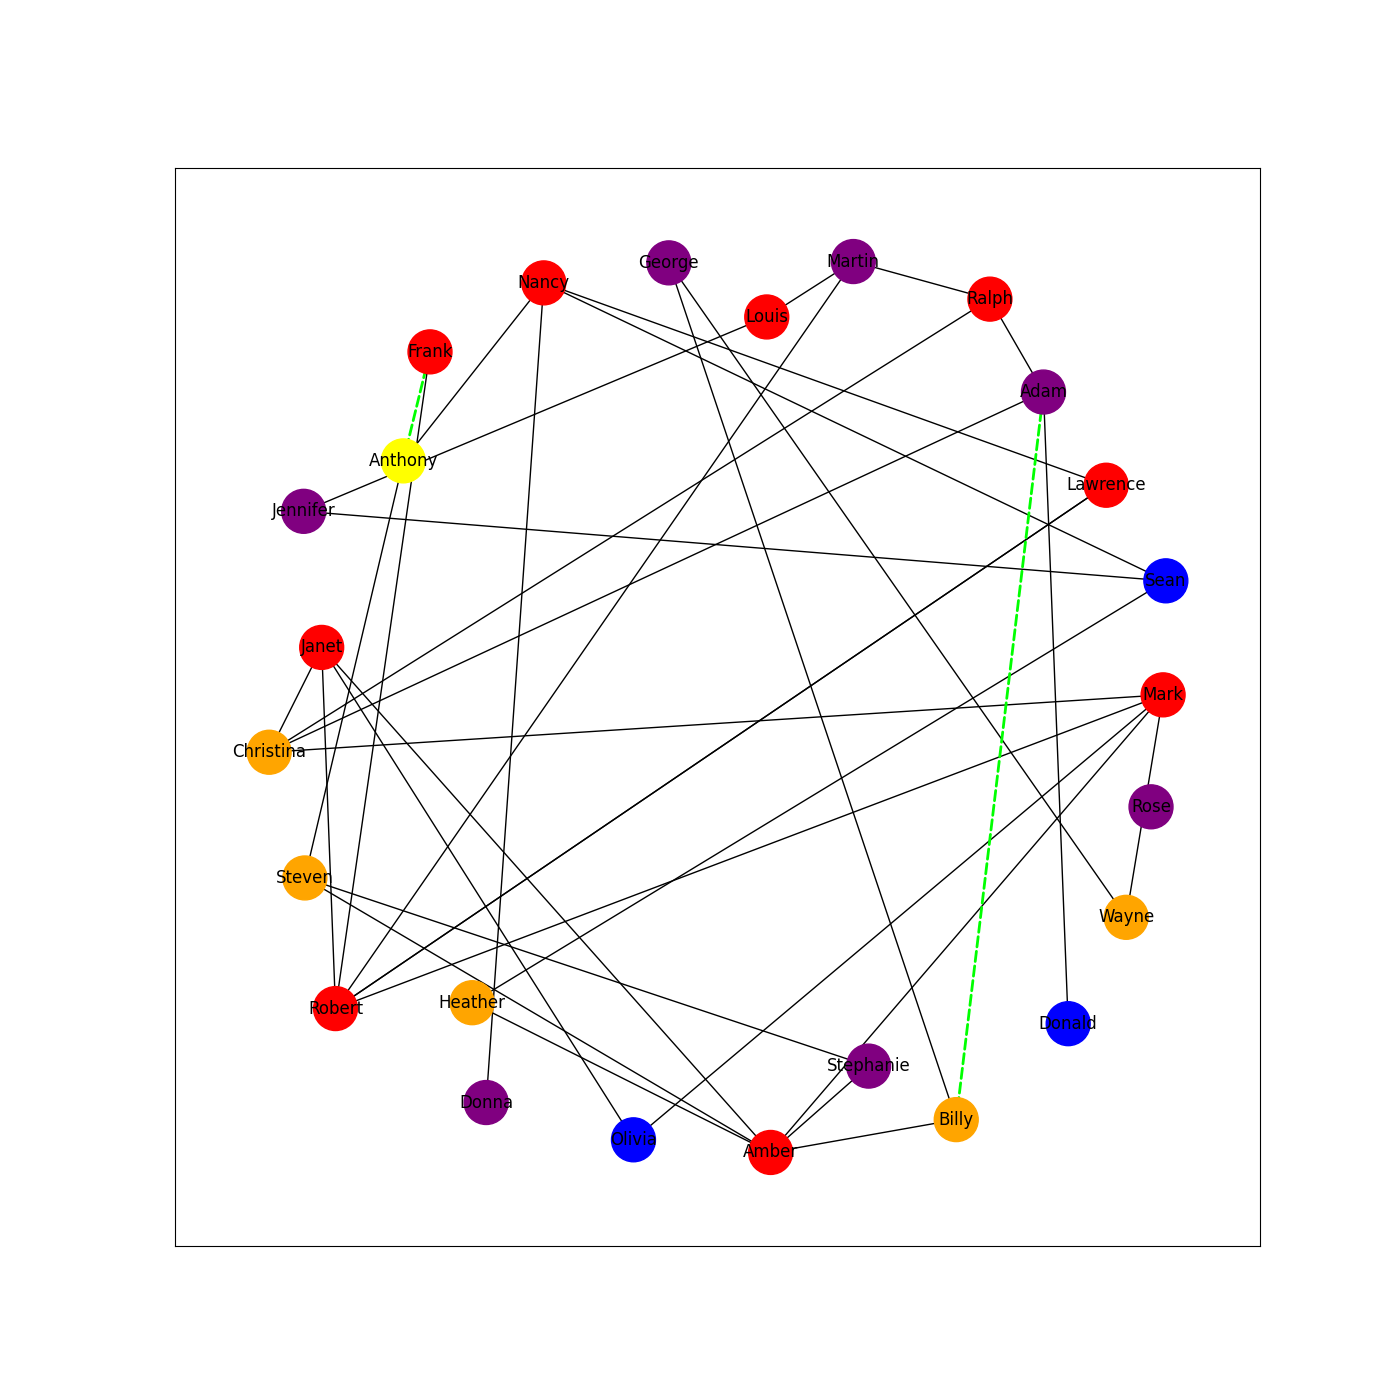 George
Martin
Nancy
Ralph
Louis
Frank
Adam
Anthony
Lawrence
Jennifer
Sean
Janet
Mark
Christina
Rose
Steven
Wayne
Heather
Robert
Donald
Stephanie
Donna
Billy
Olivia
Amber